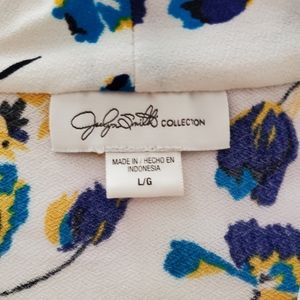 Jaclyn Smith COLLECTION
MADE IN / HECHO EN
INDONESIA
L/G